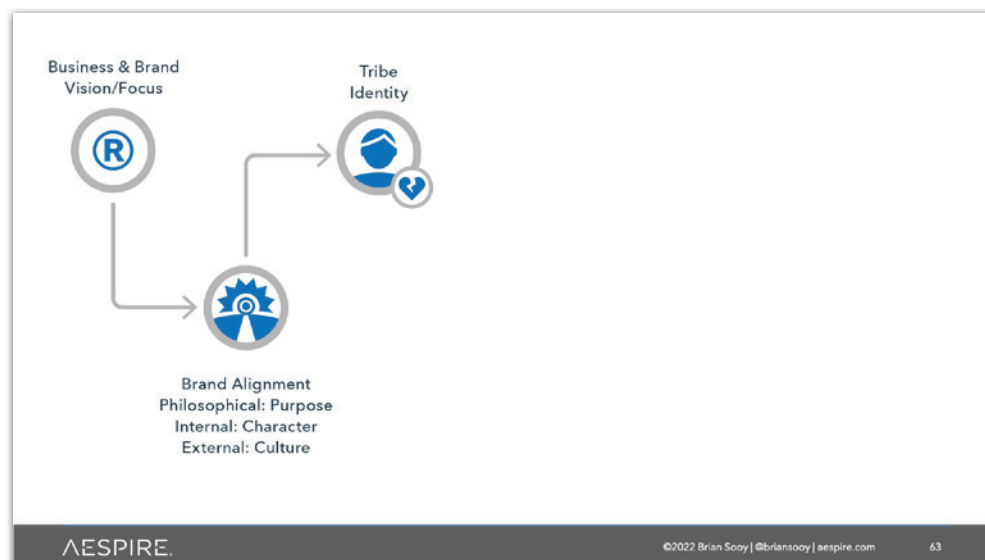 Business & Brand
Vision/Focus
Tribe
Identity
®
Brand Alignment
Philosophical: Purpose
Internal: Character
External: Culture
AESPIRE.
©2022 Brian Sooy | @briansooy | aespire.com
63